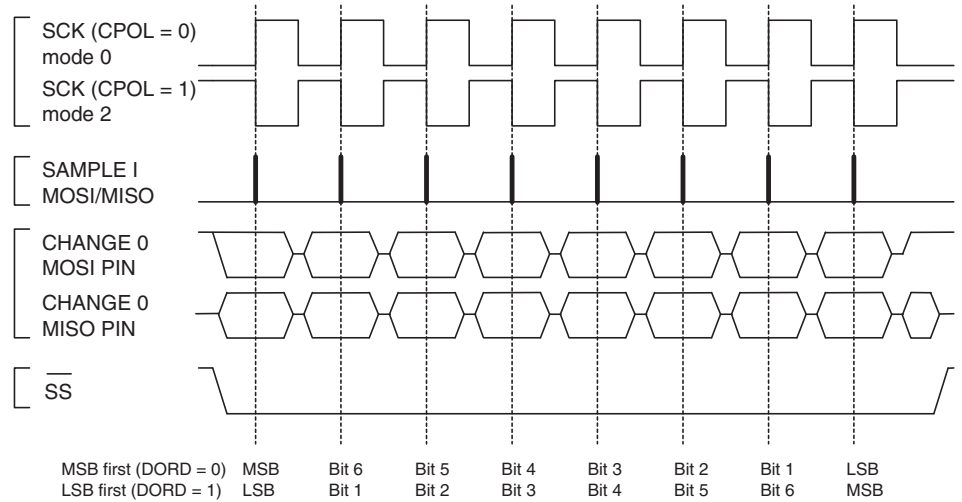 SCK (CPOL = 0)
mode 0
SCK (CPOL = 1)
mode 2
SAMPLE I
MOSI/MISO
CHANGE 0
MOSI PIN
CHANGE 0
MISO PIN
SS
MSB first (DORD = 0) MSB Bit 6 Bit 5 Bit 4 Bit 3 Bit 2 Bit 1 LSB
LSB first (DORD = 1) LSB Bit 1 Bit 2 Bit 3 Bit 4 Bit 5 Bit 6 MSB